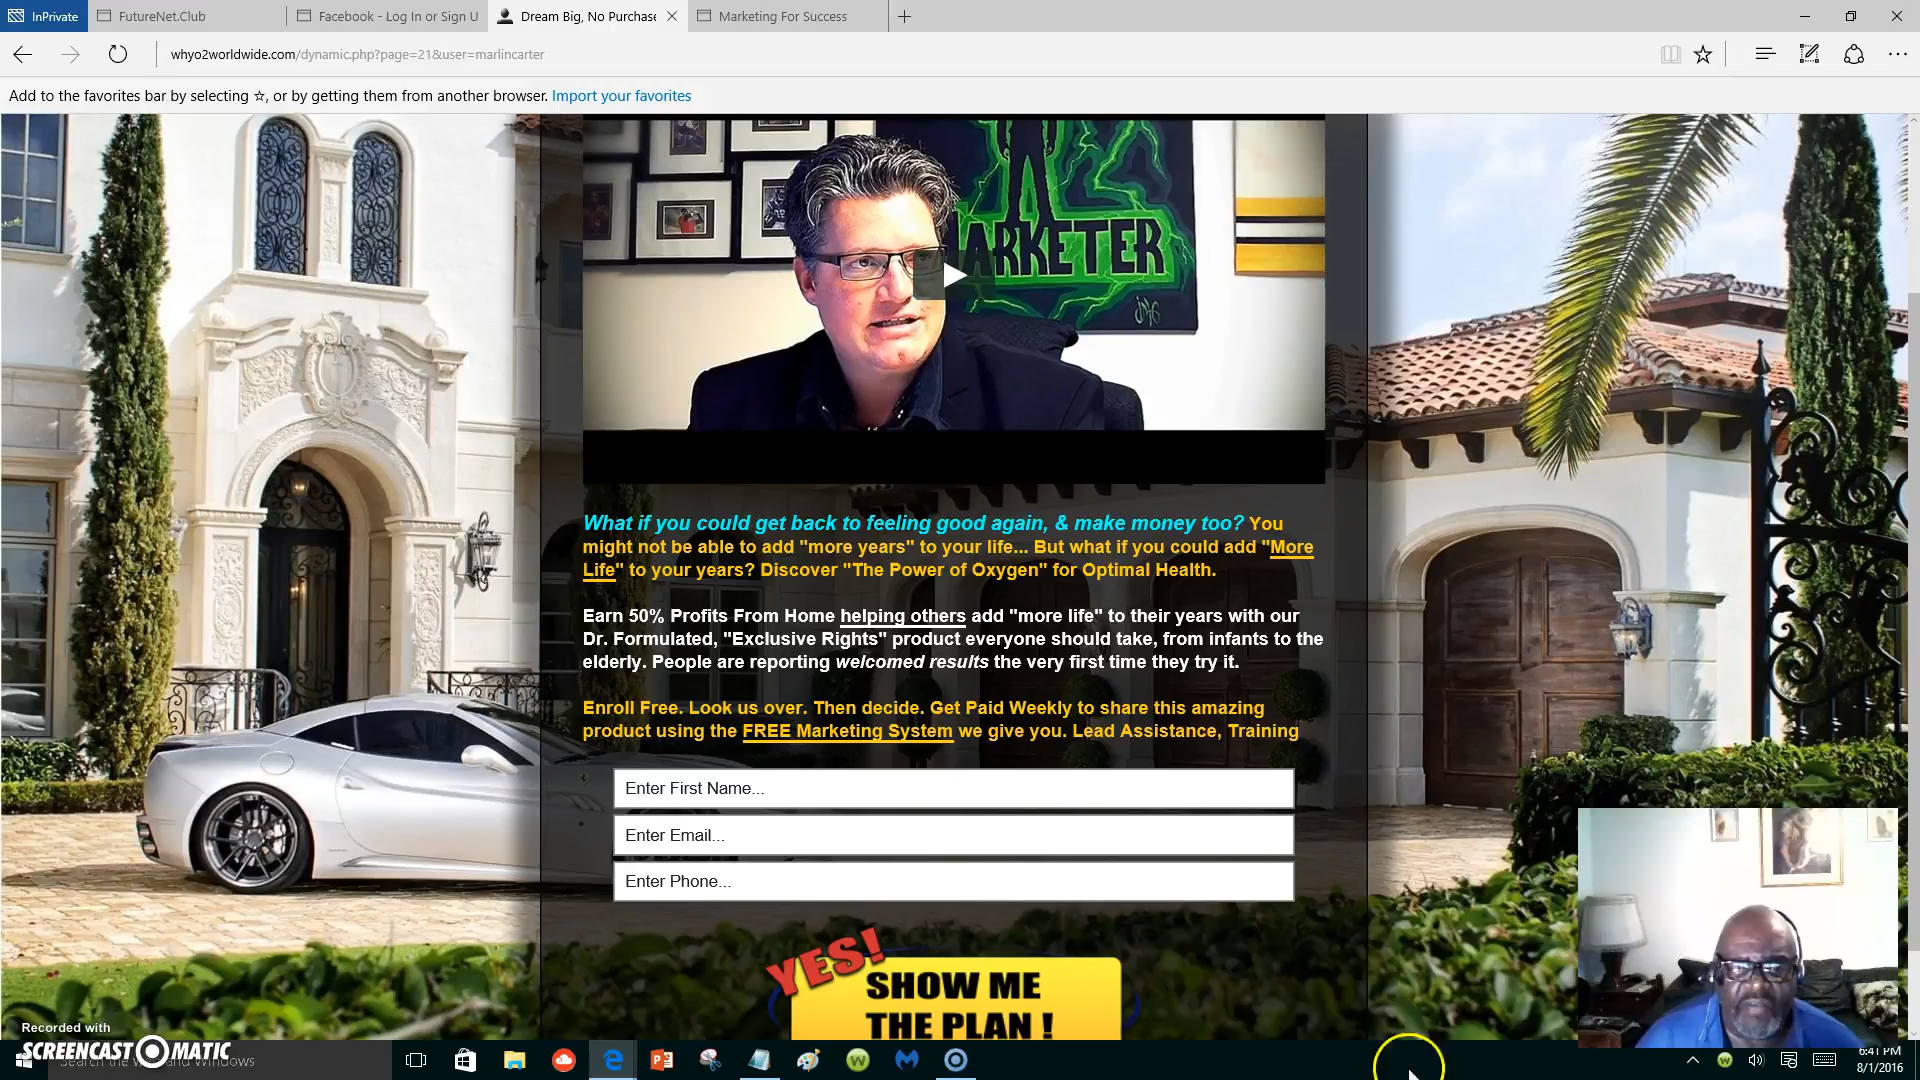 InPrivate
FutureNet.Club
Facebook - Log In or Sign U
Dream Big, No Purchase
Marketing For Success
whyo2worldwide.com/dynamic.php?page=21&user=marlincarter
Add to the favorites bar by selecting ☆, or by getting them from another browser. Import your favorites
ARKETER
What if you could get back to feeling good again, & make money too? You
might not be able to add "more years" to your life... But what if you could add "More
Life" to your years? Discover "The Power of Oxygen" for Optimal Health.
Earn 50% Profits From Home helping others add "more life" to their years with our
Dr. Formulated, "Exclusive Rights" product everyone should take, from infants to the
elderly. People are reporting welcomed results the very first time they try it.
Enroll Free. Look us over. Then decide. Get Paid Weekly to share this amazing
product using the FREE Marketing System we give you. Lead Assistance, Training
Enter First Name...
Enter Email...
Enter Phone...
YES!
SHOW ME
THE PLAN !
Recorded with
SCREENCAST MATIC
Search the web and Windows
6:41 PM
8/1/2016